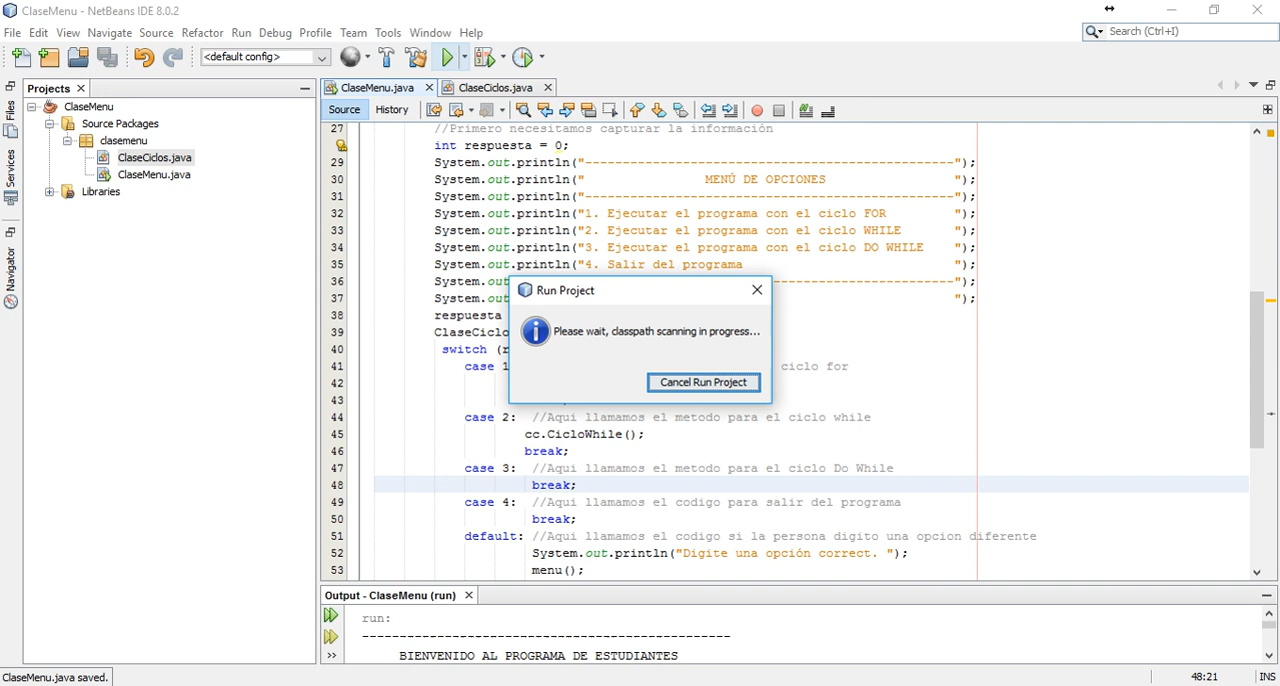 ClaseMenu - NetBeans IDE 8.0.2
File Edit View Navigate Source Refactor Run Debug Profile Team Tools Window Help
Search (Ctrl+I)
<default config>
Projects
ClaseMenu.java
ClaseCiclos.java
Source History
Files
Services
Navigator
ClaseMenu
Source Packages
clasemenu
ClaseCiclos.java
ClaseMenu.java
Libraries
27 //Primero necesitamos capturar la información
int respuesta = 0;
29 System.out.println("-------------------------------------------------");
30 System.out.println(" MENÚ DE OPCIONES ");
31 System.out.println("-------------------------------------------------");
32 System.out.println("1. Ejecutar el programa con el ciclo FOR ");
33 System.out.println("2. Ejecutar el programa con el ciclo WHILE ");
34 System.out.println("3. Ejecutar el programa con el ciclo DO WHILE ");
35 System.out.println("4. Salir del programa ");
36 System.out -----------------------");
37 System.out ");
38 respuesta
39 ClaseCiclo
40 switch (r
41 case 1 ciclo for
42
43
44 case 2: //Aqui llamamos el metodo para el ciclo while
45 cc.CicloWhile();
46 break;
47 case 3: //Aqui llamamos el metodo para el ciclo Do While
48 break;
49 case 4: //Aqui llamamos el codigo para salir del programa
50 break;
51 default: //Aqui llamamos el codigo si la persona digito una opcion diferente
52 System.out.println("Digite una opción correct. ");
53 menu();
Run Project
Please wait, classpath scanning in progress...
Cancel Run Project
Output - ClaseMenu (run)
run:
-------------------------------------------------
BIENVENIDO AL PROGRAMA DE ESTUDIANTES
ClaseMenu.java saved.
48:21 INS